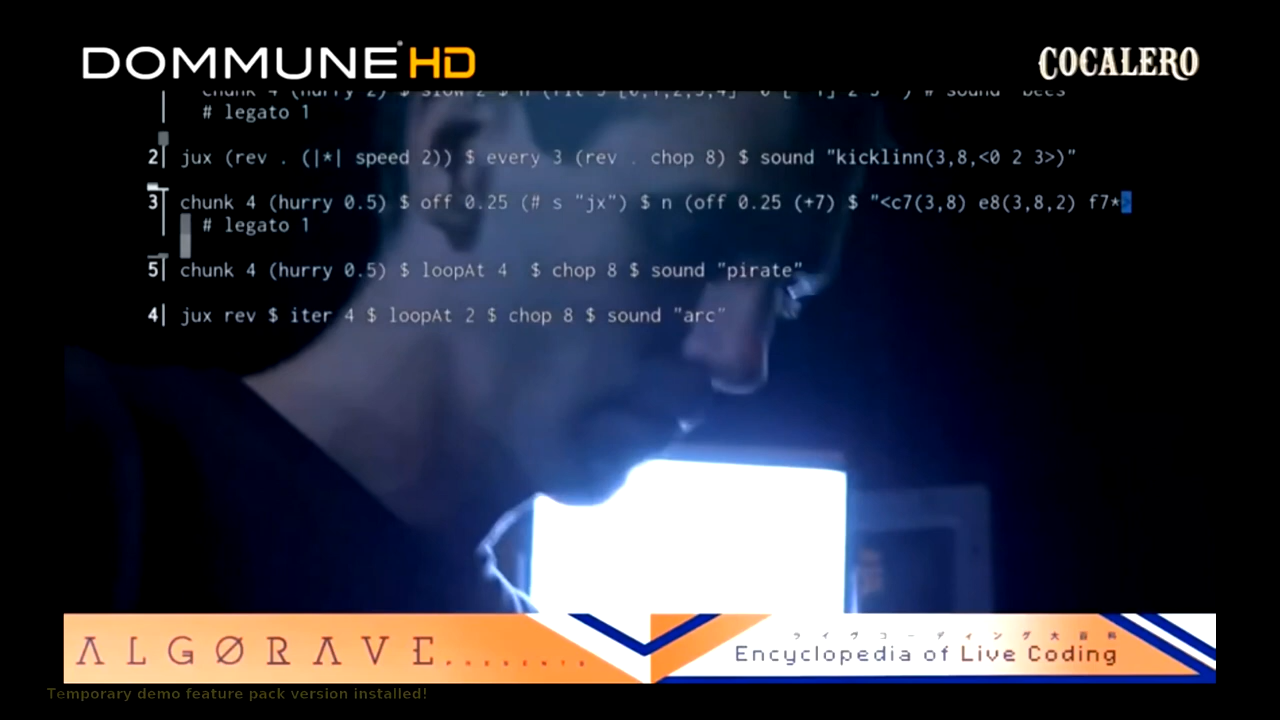 DOMMUNE HD
COCALERO
# legato 1
2 jux (rev . (|*| speed 2)) $ every 3 (rev . chop 8) $ sound "kicklinn(3,8,<0 2 3>)"
3 chunk 4 (hurry 0.5) $ off 0.25 (# s "jx") $ n (off 0.25 (+7) $ "<c7(3,8) e8(3,8,2) f7*
# legato 1
5 chunk 4 (hurry 0.5) $ loopAt 4  $ chop 8 $ sound "pirate"
4 jux rev $ iter 4 $ loopAt 2 $ chop 8 $ sound "arc"
ALGØRAVE
ライヴコーディング大百科
Encyclopedia of Live Coding
Temporary demo feature pack version installed!